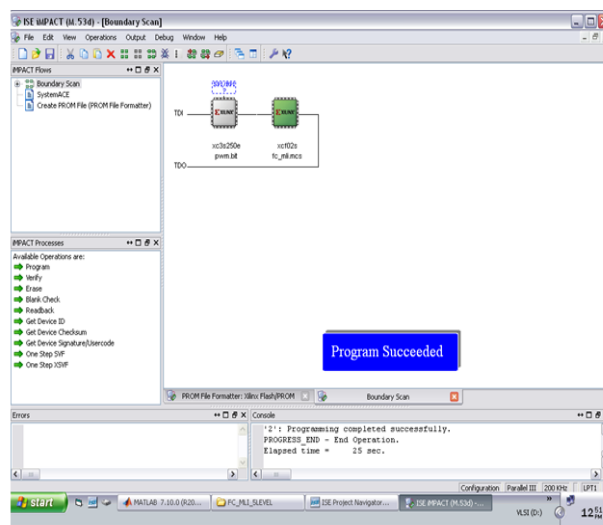 ISE iMPACT (M.53d) - [Boundary Scan]
File Edit View Operations Output Debug Window Help
iMPACT Flows
Boundary Scan
SystemACE
Create PROM File (PROM File Formatter)
TDI
XILINX
XILINX
xc3s250e
pwm.bit
xcf02s
fc_mli.mcs
TDO
iMPACT Processes
Available Operations are:
Program
Verify
Erase
Blank Check
Readback
Get Device ID
Get Device Checksum
Get Device Signature/Usercode
One Step SVF
One Step XSVF
Program Succeeded
PROM File Formatter: Xilinx Flash/PROM
Boundary Scan
Errors
Console
'2': Programming completed successfully.
PROGRESS_END - End Operation.
Elapsed time = 25 sec.
Configuration Parallel III 200 KHz LPT1
start
MATLAB 7.10.0 (R20...
FC_MLI_5LEVEL
ISE Project Navigator...
ISE iMPACT (M.53d) -...
VLSI (D:)